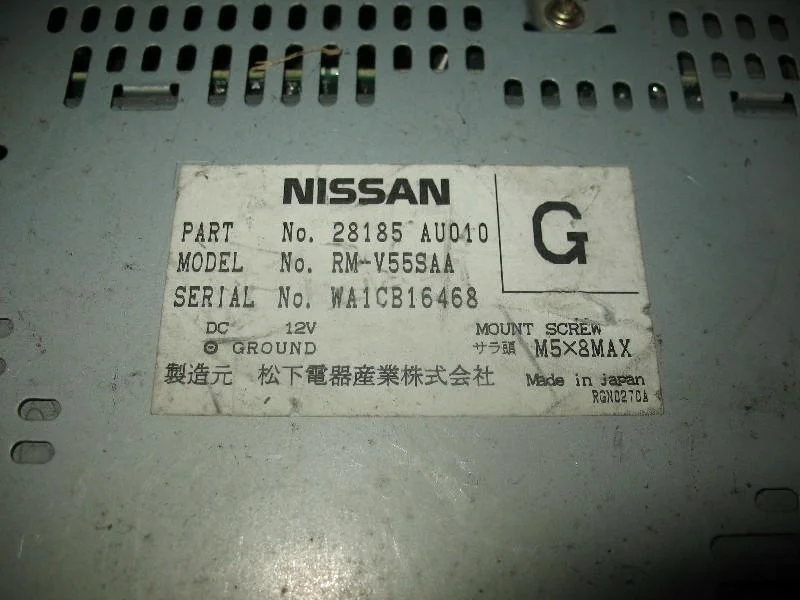 NISSAN
G
PART No. 28185 AU010
MODEL No. RM-V55SAA
SERIAL No. WA1CB16468
DC 12V
⊖ GROUND
MOUNT SCREW
サラ頭 M5×8MAX
製造元 松下電器産業株式会社
Made in Japan
RGN0270A